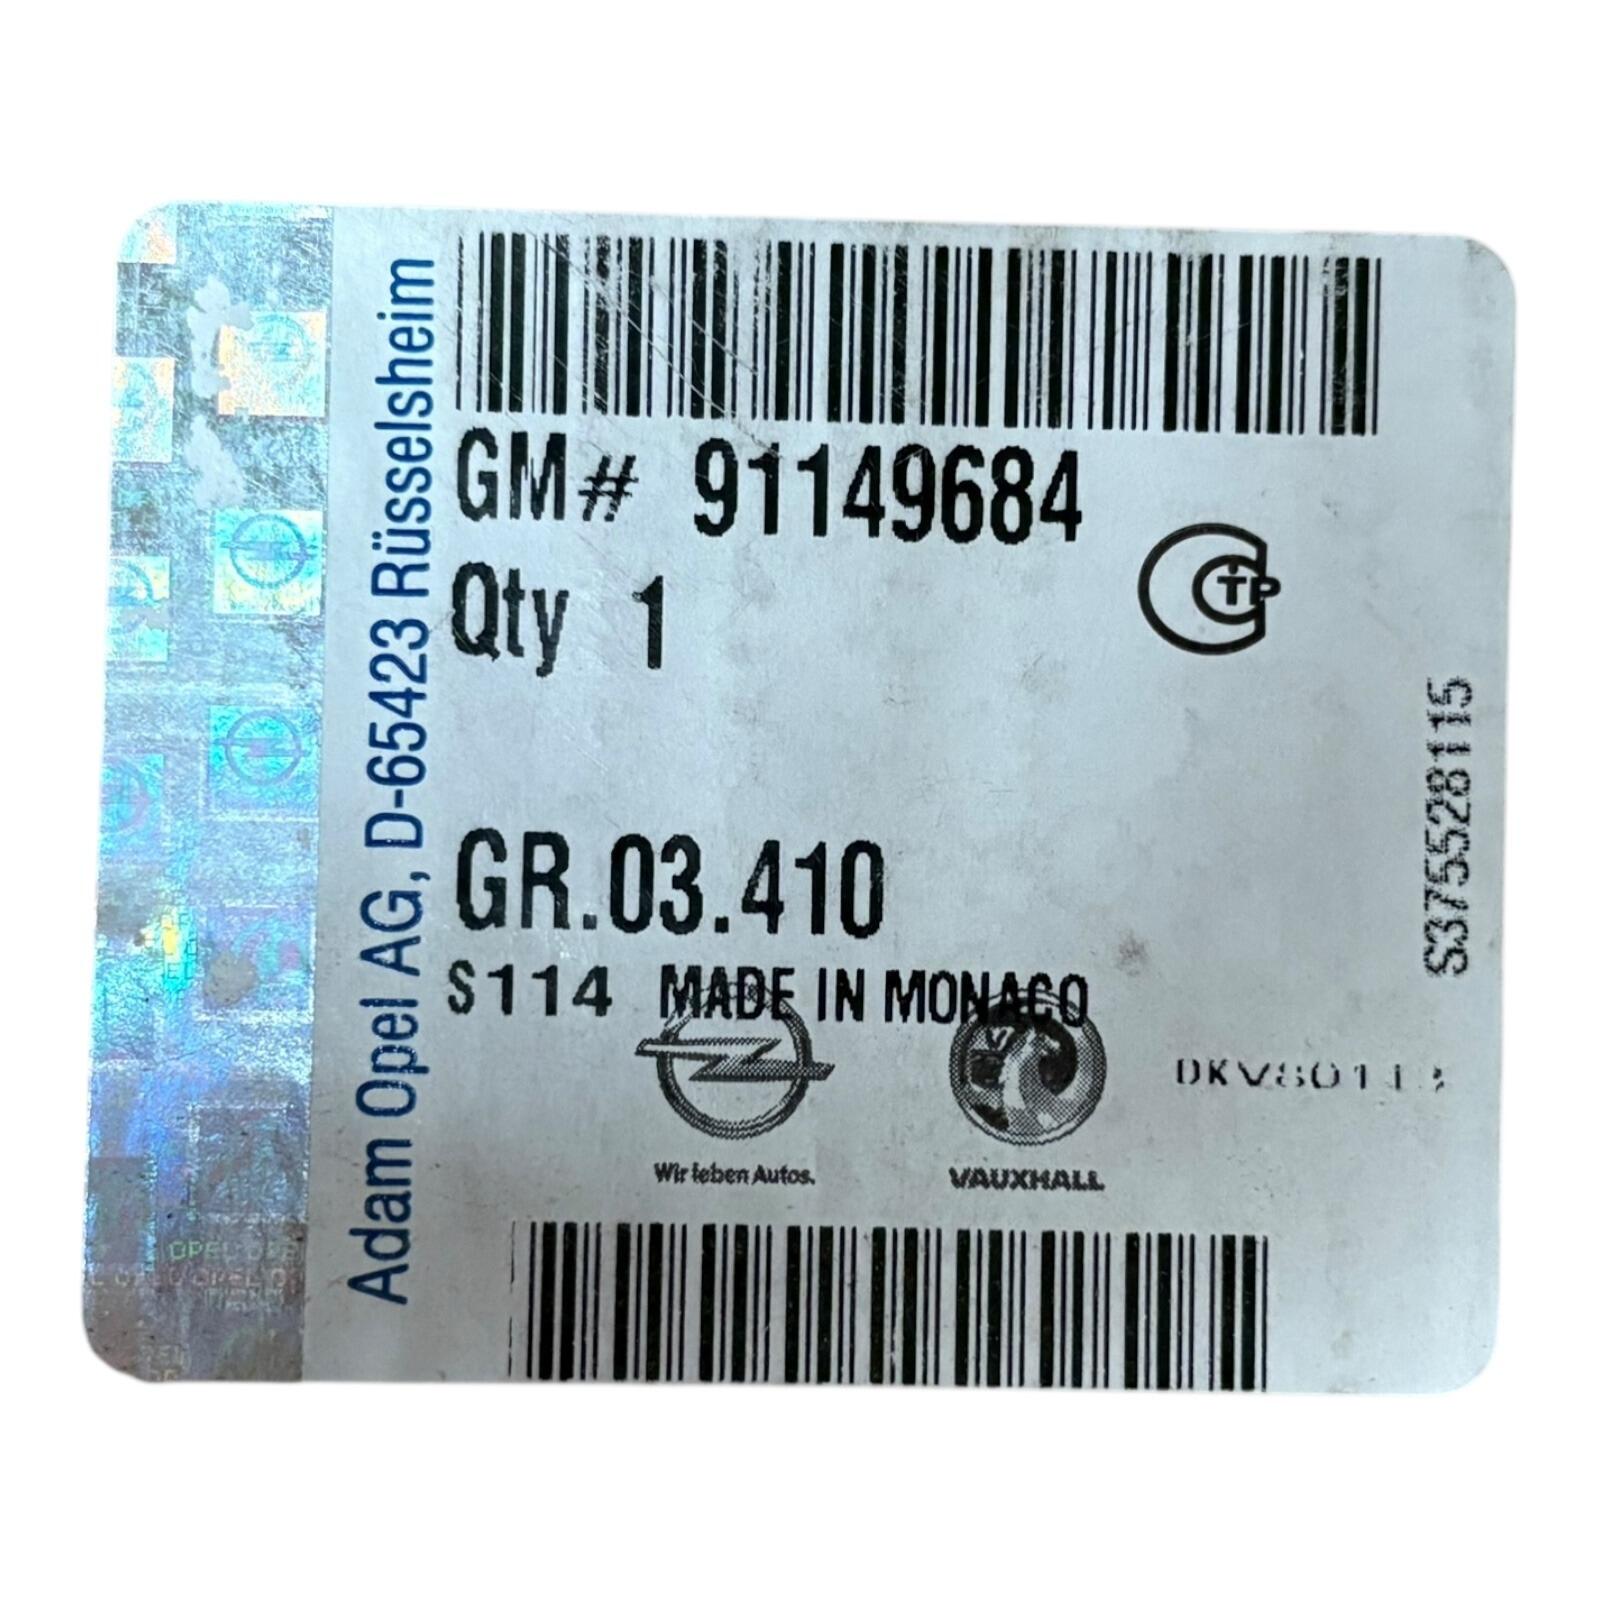 Adam Opel AG, D-65423 Rüsselsheim
GM# 91149684
Qty 1
GR.03.410
S114 MADE IN MONACO
Wir leben Autos.
VAUXHALL
S375528115
OPEL